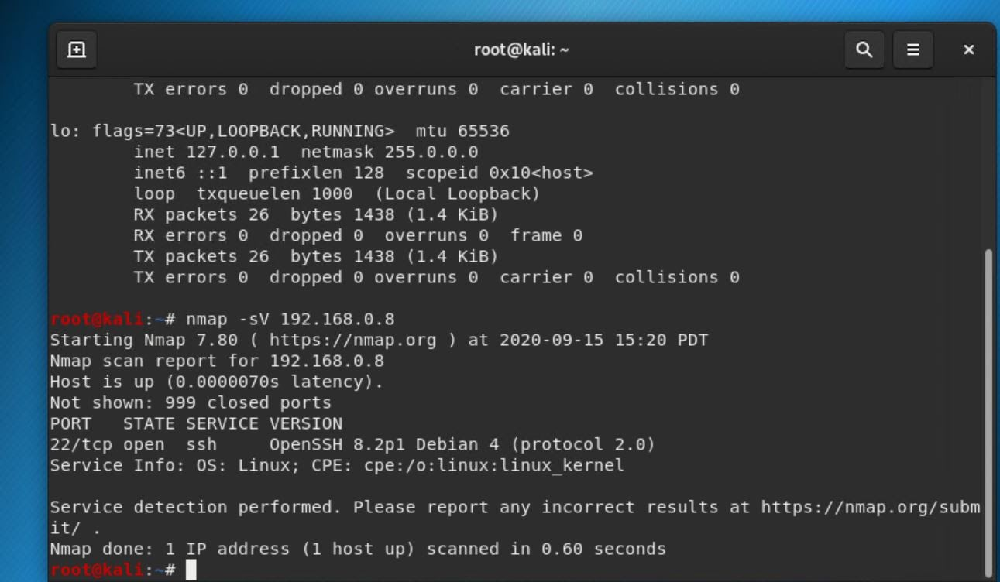 root@kali: ~
TX errors 0  dropped 0 overruns 0  carrier 0  collisions 0
lo: flags=73<UP,LOOPBACK,RUNNING>  mtu 65536
inet 127.0.0.1  netmask 255.0.0.0
inet6 ::1  prefixlen 128  scopeid 0x10<host>
loop  txqueuelen 1000  (Local Loopback)
RX packets 26  bytes 1438 (1.4 KiB)
RX errors 0  dropped 0  overruns 0  frame 0
TX packets 26  bytes 1438 (1.4 KiB)
TX errors 0  dropped 0 overruns 0  carrier 0  collisions 0
root@kali:~# nmap -sV 192.168.0.8
Starting Nmap 7.80 ( https://nmap.org ) at 2020-09-15 15:20 PDT
Nmap scan report for 192.168.0.8
Host is up (0.0000070s latency).
Not shown: 999 closed ports
PORT   STATE SERVICE VERSION
22/tcp open  ssh     OpenSSH 8.2p1 Debian 4 (protocol 2.0)
Service Info: OS: Linux; CPE: cpe:/o:linux:linux_kernel
Service detection performed. Please report any incorrect results at https://nmap.org/subm
it/ .
Nmap done: 1 IP address (1 host up) scanned in 0.60 seconds
root@kali:~#